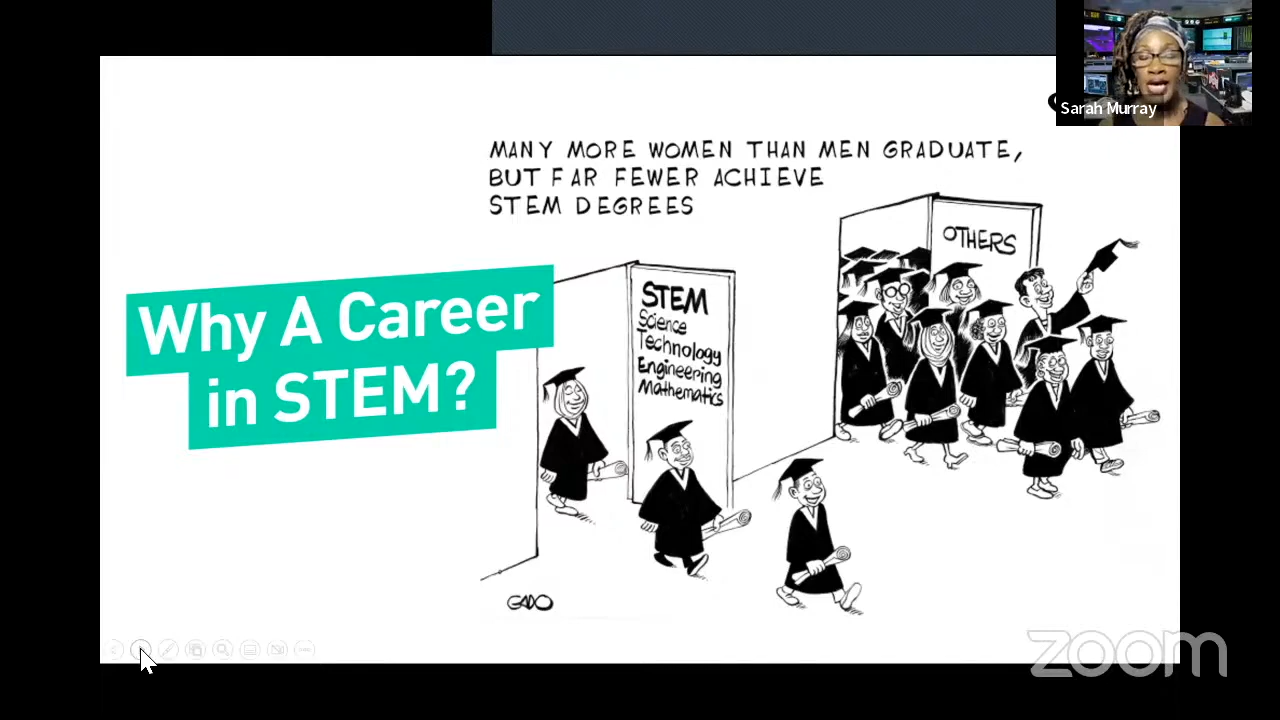 Sarah Murray
MANY MORE WOMEN THAN MEN GRADUATE,
BUT FAR FEWER ACHIEVE
STEM DEGREES
OTHERS
Why A Career
in STEM?
STEM
Science
Technology
Engineering
Mathematics
GADO
zoom